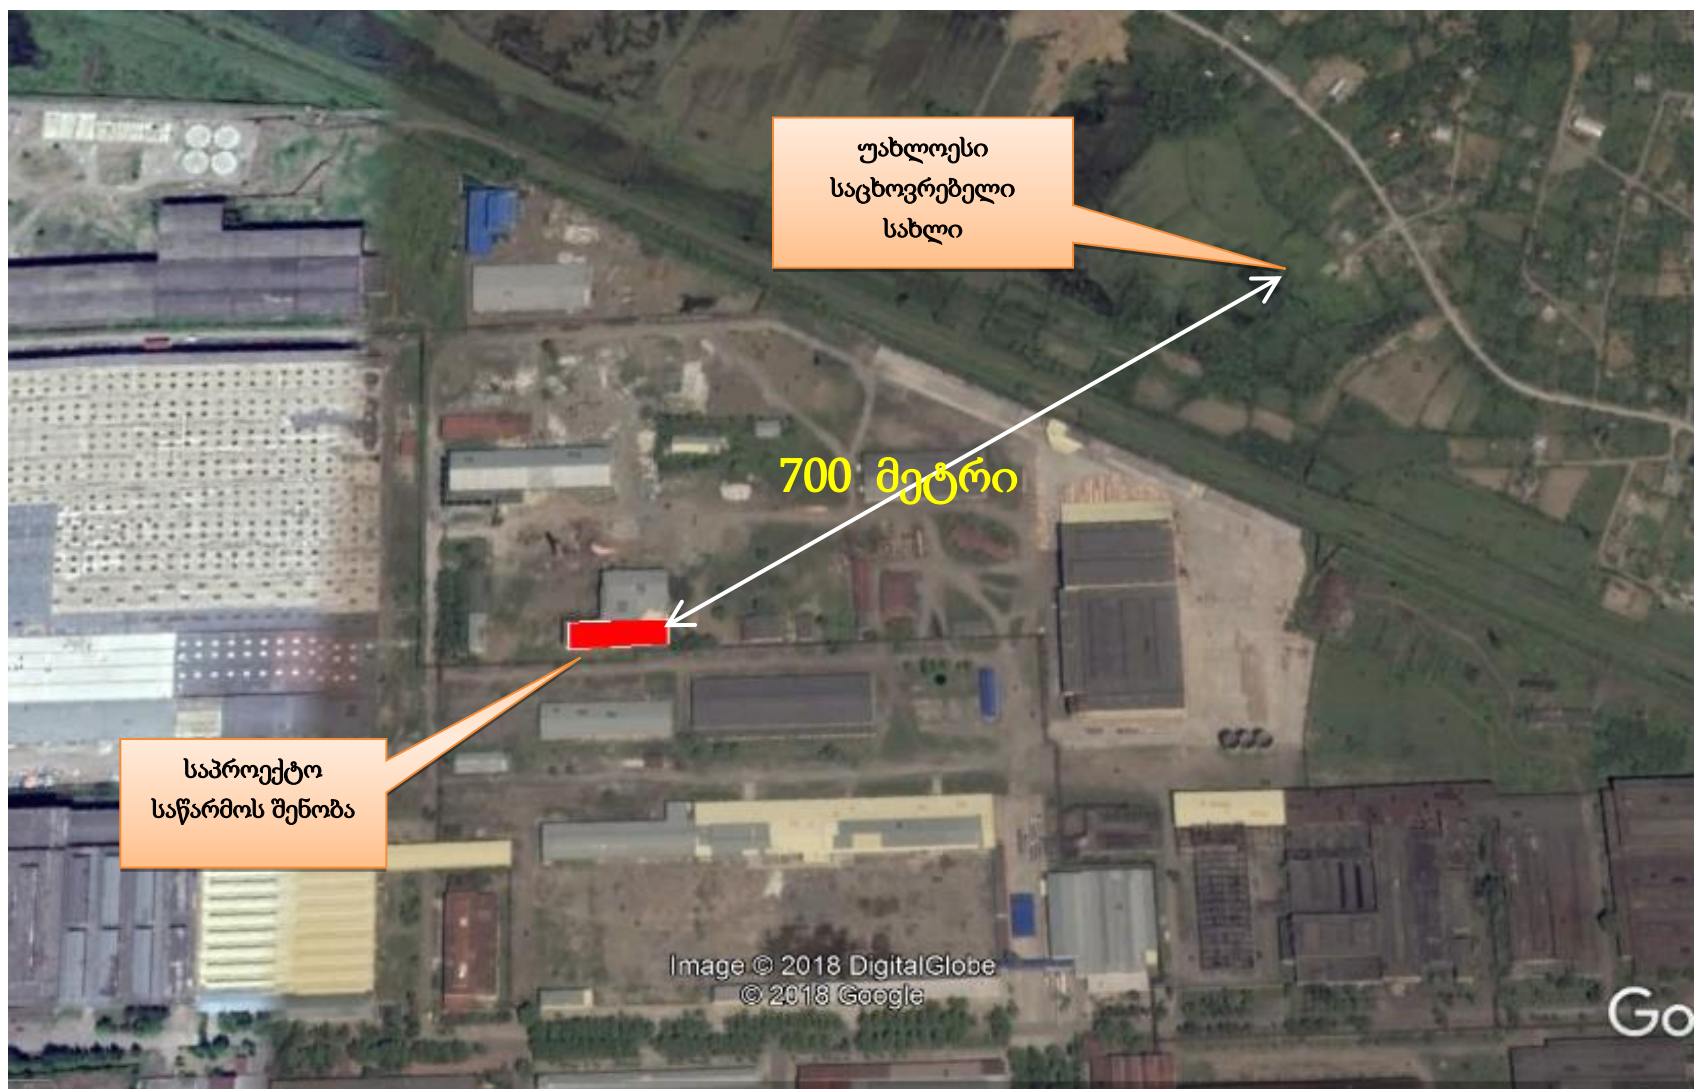 უახლოესი
საცხოვრებელი
სახლი
700 მეტრი
საპროექტო
საწარმოს შენობა
Image © 2018 DigitalGlobe
© 2018 Google
Go